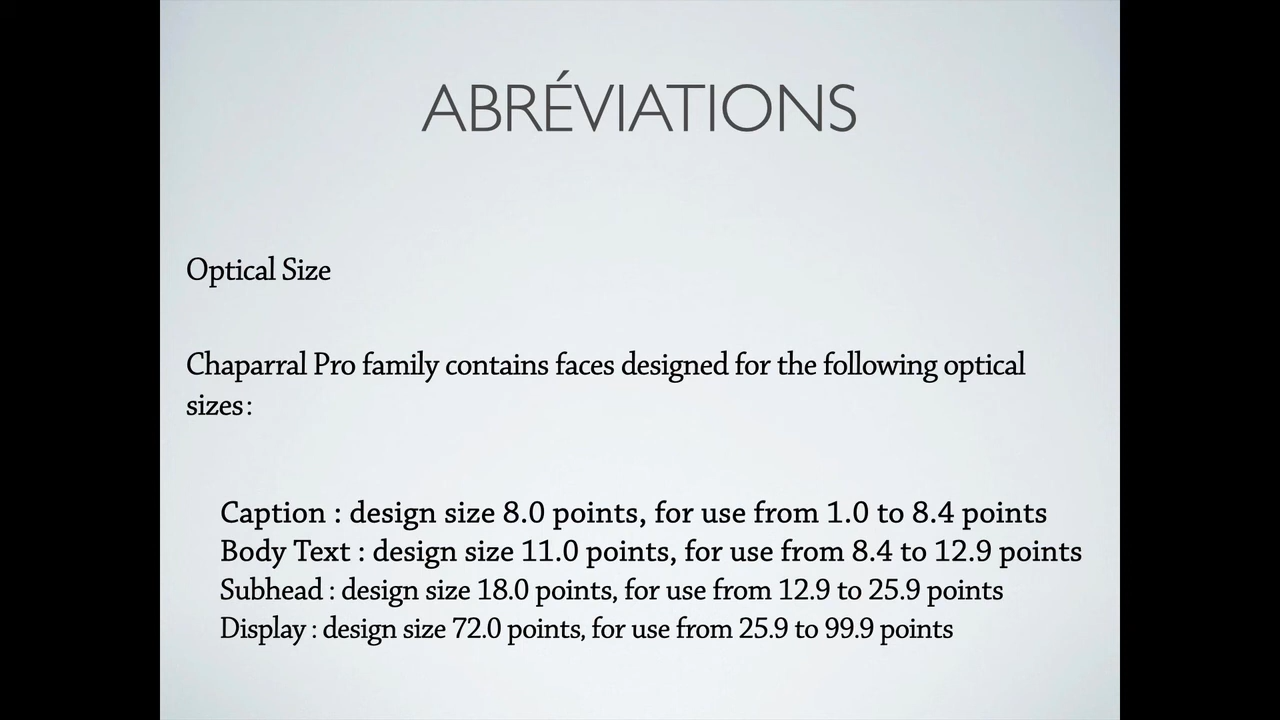 ABRÉVIATIONS
Optical Size
Chaparral Pro family contains faces designed for the following optical
sizes :
Caption : design size 8.0 points, for use from 1.0 to 8.4 points
Body Text : design size 11.0 points, for use from 8.4 to 12.9 points
Subhead : design size 18.0 points, for use from 12.9 to 25.9 points
Display : design size 72.0 points, for use from 25.9 to 99.9 points